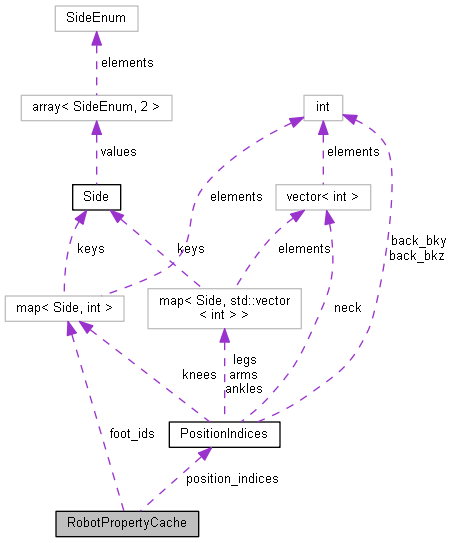 SideEnum
elements
array< SideEnum, 2 >
int
values
elements
Side
elements
vector< int >
keys
keys
elements
back_bky
back_bkz
map< Side, int >
map< Side, std::vector
< int > >
neck
knees
legs
arms
ankles
foot_ids
PositionIndices
position_indices
RobotPropertyCache